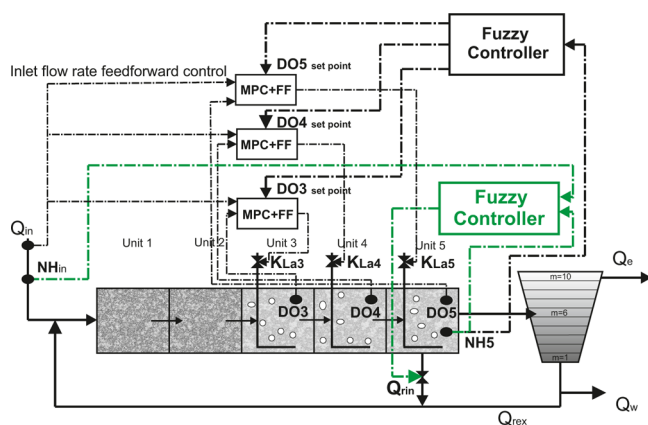 Fuzzy
Controller
DO5 set point
Inlet flow rate feedforward control
MPC+FF
DO4 set point
MPC+FF
DO3 set point
Fuzzy
Controller
MPC+FF
Qin
Unit 1
Unit 2
Unit 3
Unit 4
Unit 5
NHin
KLa3
KLa4
KLa5
Qe
m=10
DO3
DO4
DO5
m=6
NH5
m=1
Qrin
Qw
Qrex